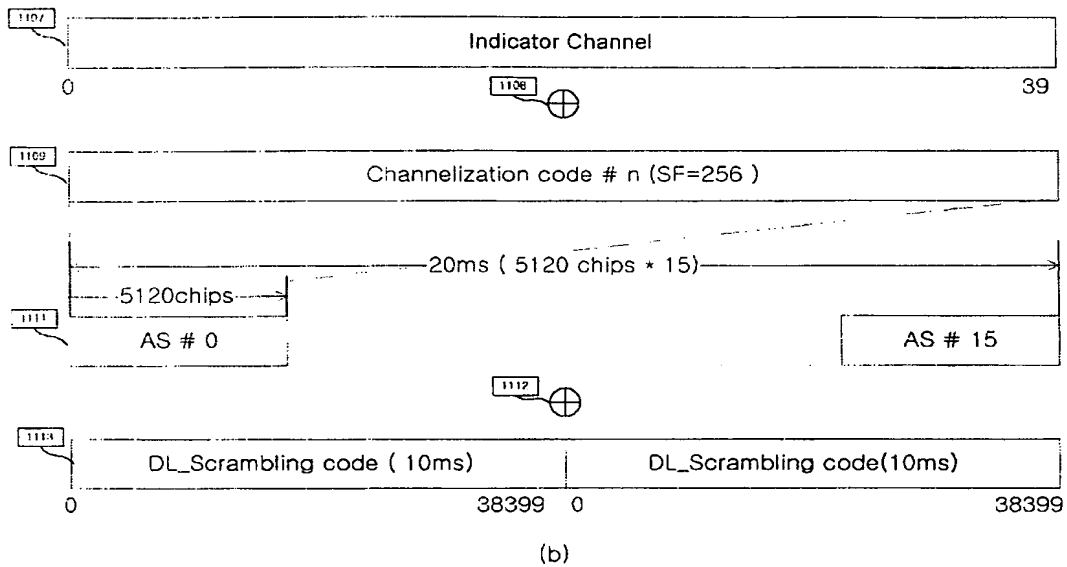 1107
Indicator Channel
0 39
1108
1109
Channelization code # n (SF=256 )
20ms ( 5120 chips * 15)
5120chips
1111
AS # 0 AS # 15
1112
1113
DL_Scrambling code ( 10ms) DL_Scrambling code(10ms)
0 38399 0 38399
(b)